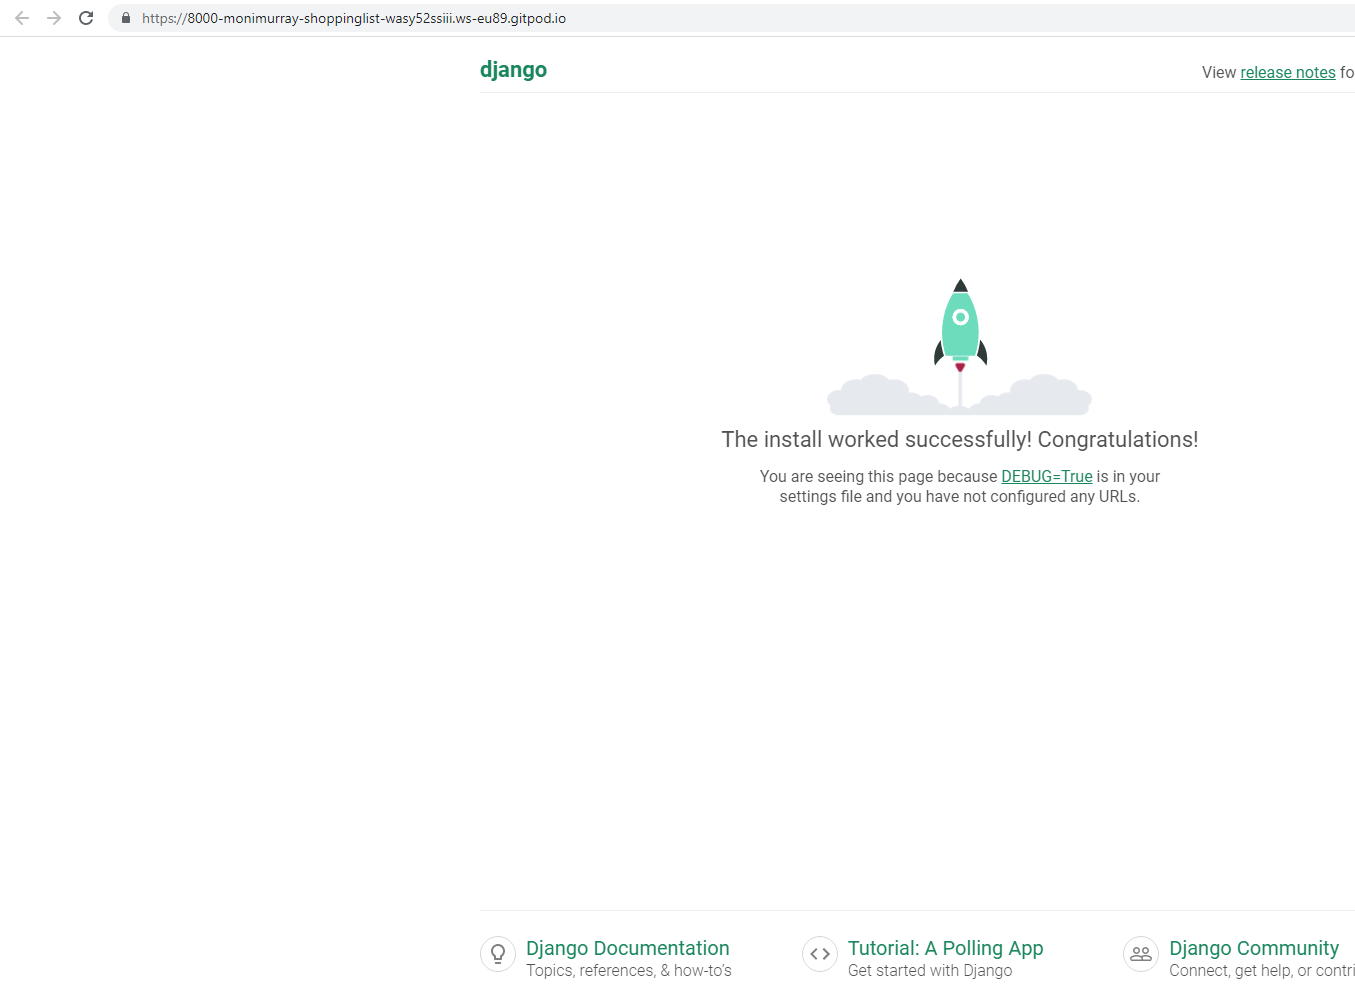 https://8000-monimurray-shoppinglist-wasy52ssiii.ws-eu89.gitpod.io
django
View release notes fo
The install worked successfully! Congratulations!
You are seeing this page because DEBUG=True is in your
settings file and you have not configured any URLs.
Django Documentation
Topics, references, & how-to's
Tutorial: A Polling App
Get started with Django
Django Community
Connect, get help, or contri